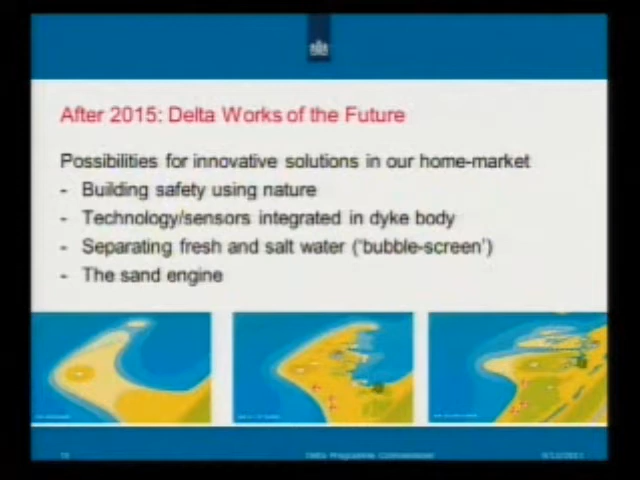 After 2015: Delta Works of the Future
Possibilities for innovative solutions in our home-market
- Building safety using nature
- Technology/sensors integrated in dyke body
- Separating fresh and salt water ('bubble-screen')
- The sand engine
Delta Programme Commissioner